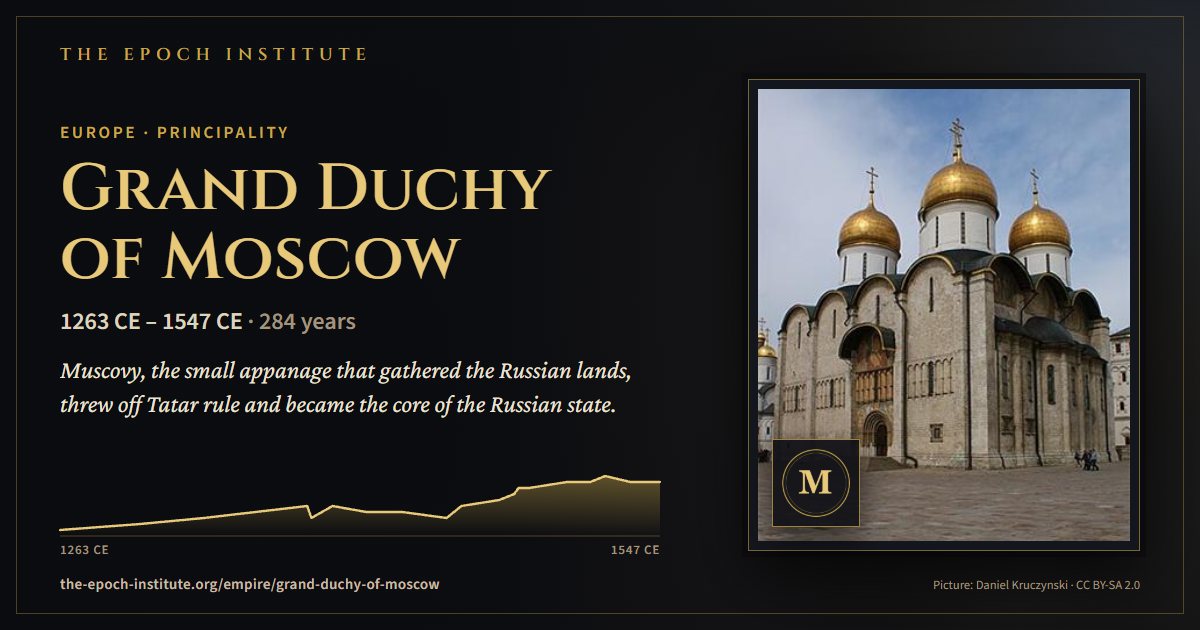 THE EPOCH INSTITUTE
EUROPE · PRINCIPALITY
GRAND DUCHY
OF MOSCOW
1263 CE – 1547 CE · 284 years
Muscovy, the small appanage that gathered the Russian lands,
threw off Tatar rule and became the core of the Russian state.
M
1263 CE
1547 CE
the-epoch-institute.org/empire/grand-duchy-of-moscow
Picture: Daniel Kruczynski · CC BY-SA 2.0